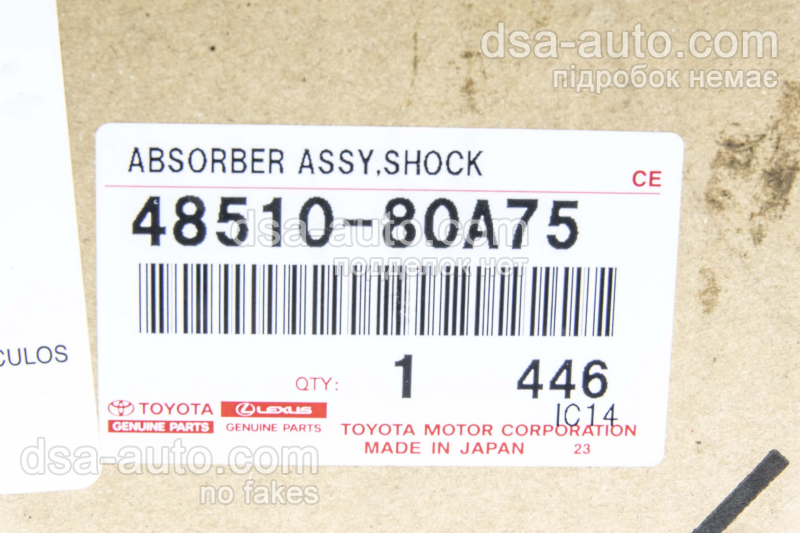 dsa-auto.com
підробок немає
ABSORBER ASSY,SHOCK
CE
48510-80A75
dsa-auto.com
подделок нет
CULOS
QTY: 1 446
IC14
TOYOTA LEXUS
GENUINE PARTS GENUINE PARTS
TOYOTA MOTOR CORPORATION
MADE IN JAPAN 23
dsa-auto.com
no fakes